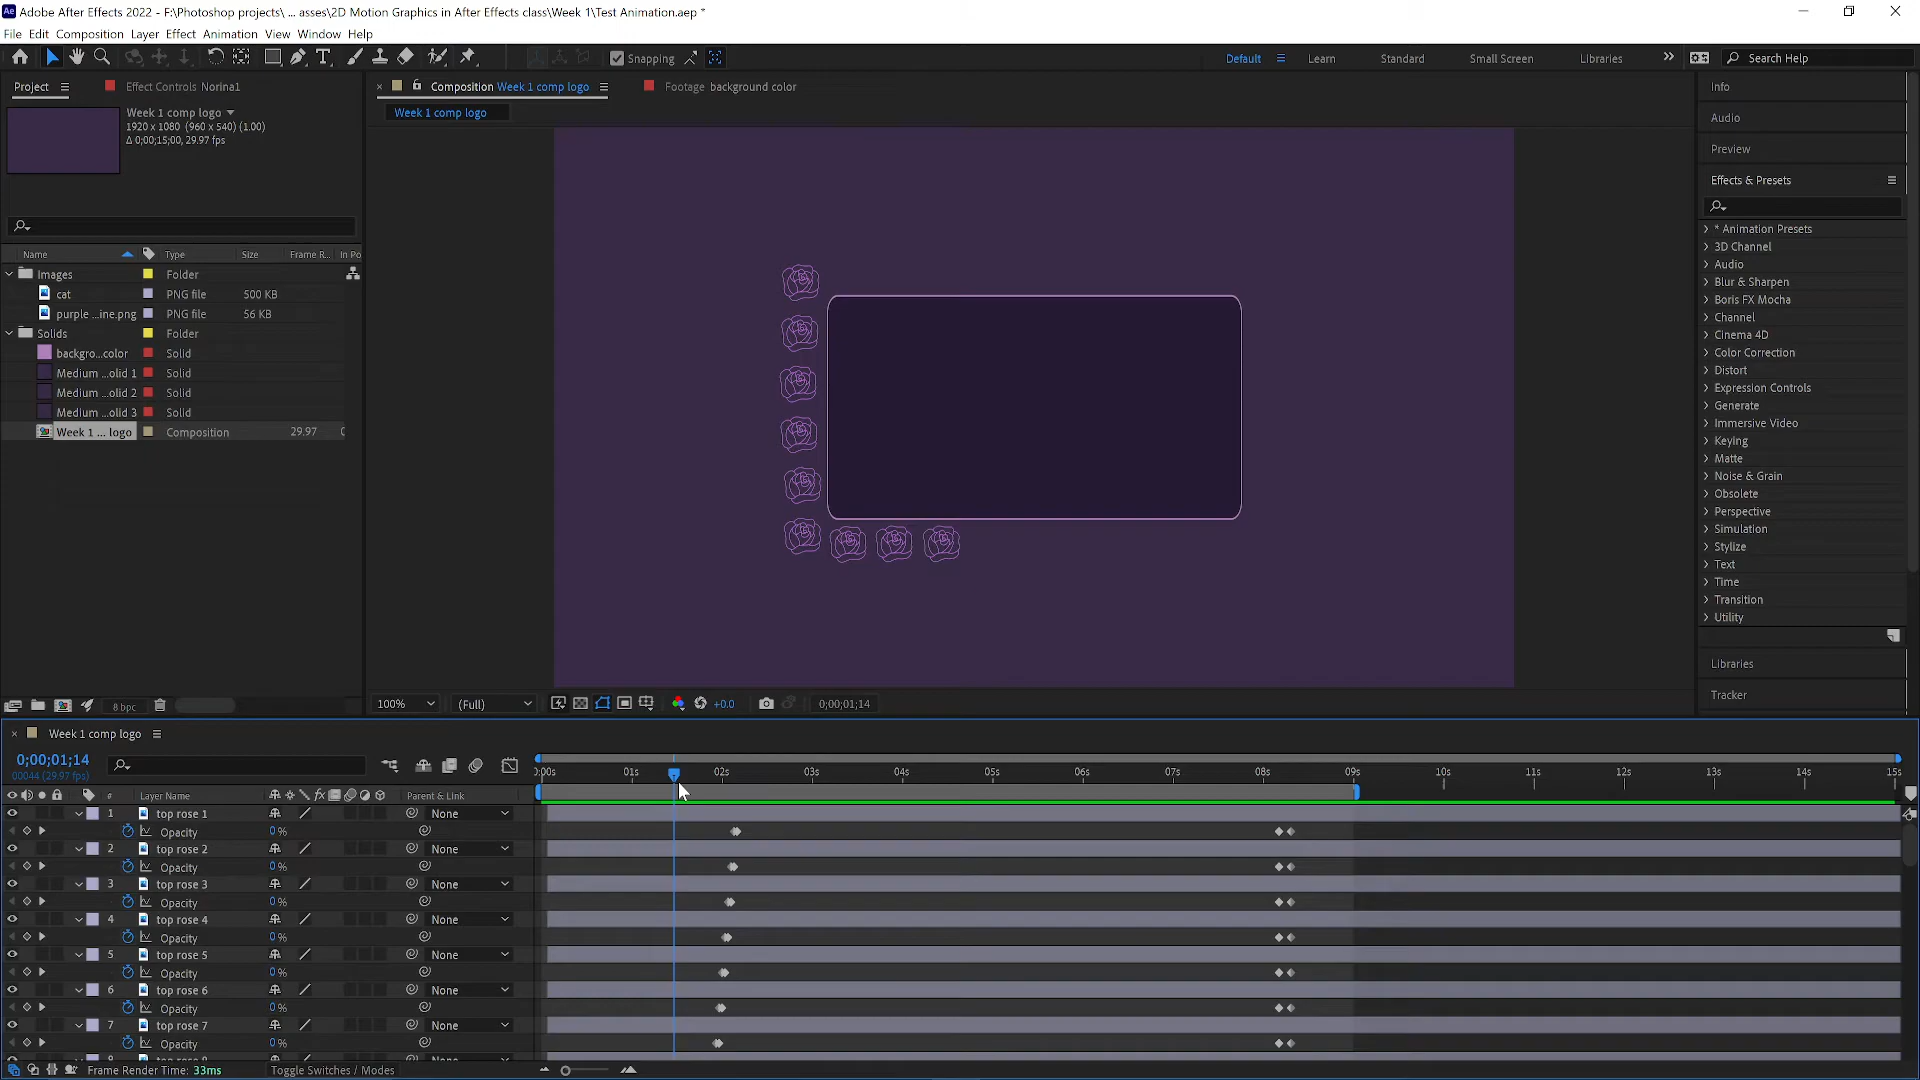 Adobe After Effects 2022 - F:\Photoshop projects\ ... asses\2D Motion Graphics in After Effects class\Week 1\Test Animation.aep *
File Edit Composition Layer Effect Animation View Window Help
Snapping
Default Learn Standard Small Screen Libraries
Search Help
Project
Effect Controls Norina1
Composition Week 1 comp logo
Footage background color
Week 1 comp logo
Week 1 comp logo
1920 x 1080 (960 x 540) (1.00)
Δ 0;00;15;00, 29.97 fps
Name Type Size Frame R... In Po
Images Folder
cat PNG file 500 KB
purple ...ine.png PNG file 56 KB
Solids Folder
backgro...color Solid
Medium ...olid 1 Solid
Medium ...olid 2 Solid
Medium ...olid 3 Solid
Week 1 ... logo Composition 29.97
8 bpc
100% (Full) +0.0 0;00;01;14
Info
Audio
Preview
Effects & Presets
* Animation Presets
3D Channel
Audio
Blur & Sharpen
Boris FX Mocha
Channel
Cinema 4D
Color Correction
Distort
Expression Controls
Generate
Immersive Video
Keying
Matte
Noise & Grain
Obsolete
Perspective
Simulation
Stylize
Text
Time
Transition
Utility
Libraries
Tracker
Week 1 comp logo
0;00;01;14
00044 (29.97 fps)
:00s 01s 02s 03s 04s 05s 06s 07s 08s 09s 10s 11s 12s 13s 14s 15s
# Layer Name Parent & Link
1 top rose 1 None
Opacity 0 %
2 top rose 2 None
Opacity 0 %
3 top rose 3 None
Opacity 0 %
4 top rose 4 None
Opacity 0 %
5 top rose 5 None
Opacity 0 %
6 top rose 6 None
Opacity 0 %
7 top rose 7 None
Opacity 0 %
Frame Render Time: 33ms Toggle Switches / Modes